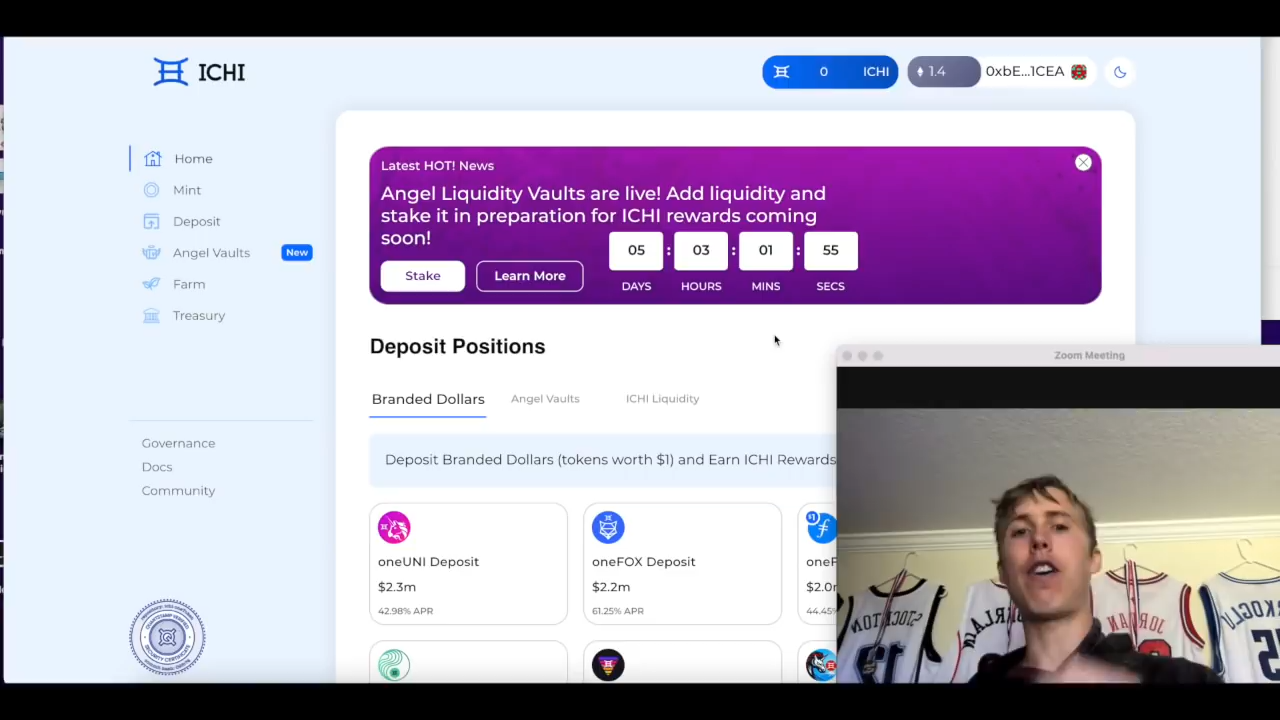 ICHI
0 ICHI
1.4
0xbE...1CEA
Home
Mint
Deposit
Angel Vaults New
Farm
Treasury
Governance
Docs
Community
Latest HOT! News
Angel Liquidity Vaults are live! Add liquidity and
stake it in preparation for ICHI rewards coming
soon!
05 : 03 : 01 : 55
DAYS HOURS MINS SECS
Stake
Learn More
Deposit Positions
Branded Dollars
Angel Vaults
ICHI Liquidity
Deposit Branded Dollars (tokens worth $1) and Earn ICHI Rewards
oneUNI Deposit
$2.3m
42.98% APR
oneFOX Deposit
$2.2m
61.25% APR
$1
Zoom Meeting
STOCKTON
JORDAN